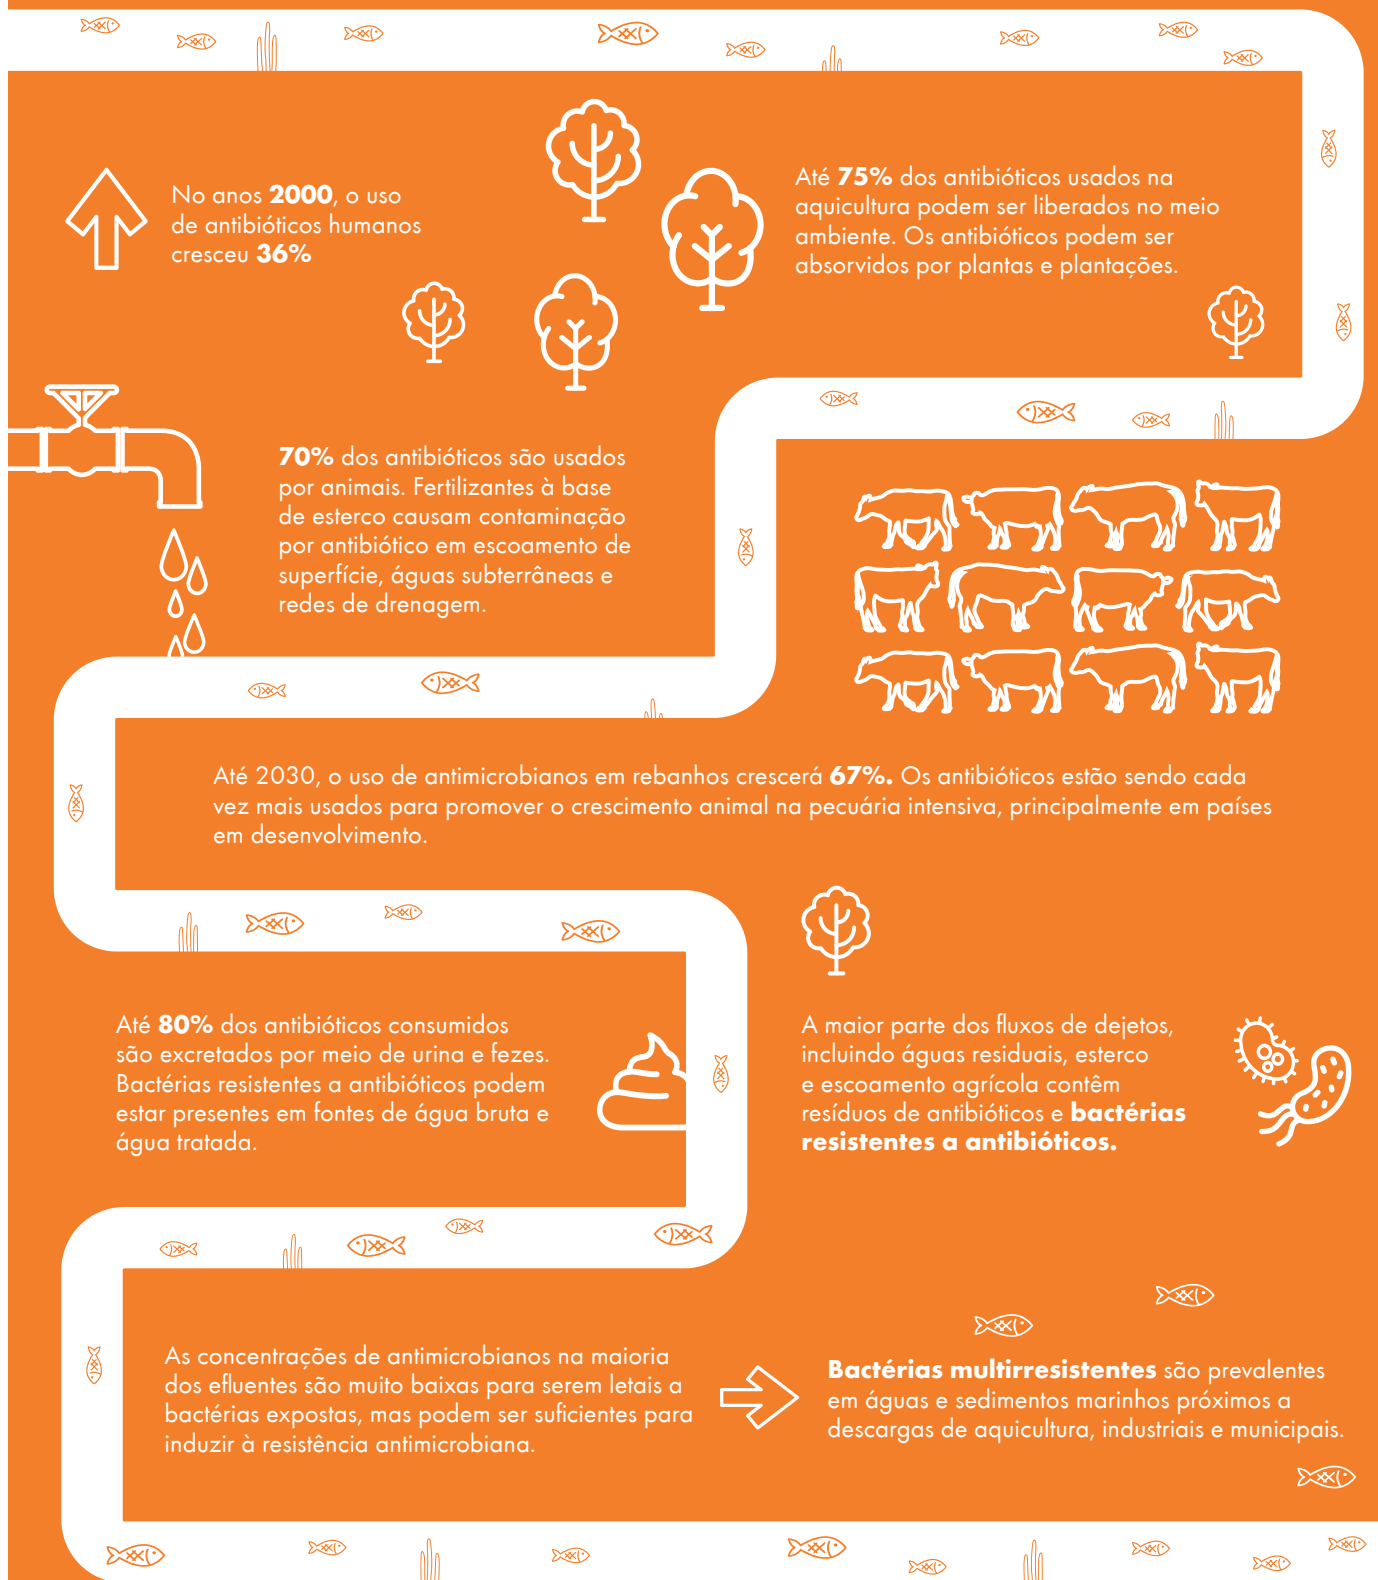 No anos 2000, o uso
de antibióticos humanos
cresceu 36%
Até 75% dos antibióticos usados na
aquicultura podem ser liberados no meio
ambiente. Os antibióticos podem ser
absorvidos por plantas e plantações.
70% dos antibióticos são usados
por animais. Fertilizantes à base
de esterco causam contaminação
por antibiótico em escoamento de
superfície, águas subterrâneas e
redes de drenagem.
Até 2030, o uso de antimicrobianos em rebanhos crescerá 67%. Os antibióticos estão sendo cada
vez mais usados para promover o crescimento animal na pecuária intensiva, principalmente em países
em desenvolvimento.
Até 80% dos antibióticos consumidos
são excretados por meio de urina e fezes.
Bactérias resistentes a antibióticos podem
estar presentes em fontes de água bruta e
água tratada.
A maior parte dos fluxos de dejetos,
incluindo águas residuais, esterco
e escoamento agrícola contêm
resíduos de antibióticos e bactérias
resistentes a antibióticos.
As concentrações de antimicrobianos na maioria
dos efluentes são muito baixas para serem letais a
bactérias expostas, mas podem ser suficientes para
induzir à resistência antimicrobiana.
Bactérias multirresistentes são prevalentes
em águas e sedimentos marinhos próximos a
descargas de aquicultura, industriais e municipais.